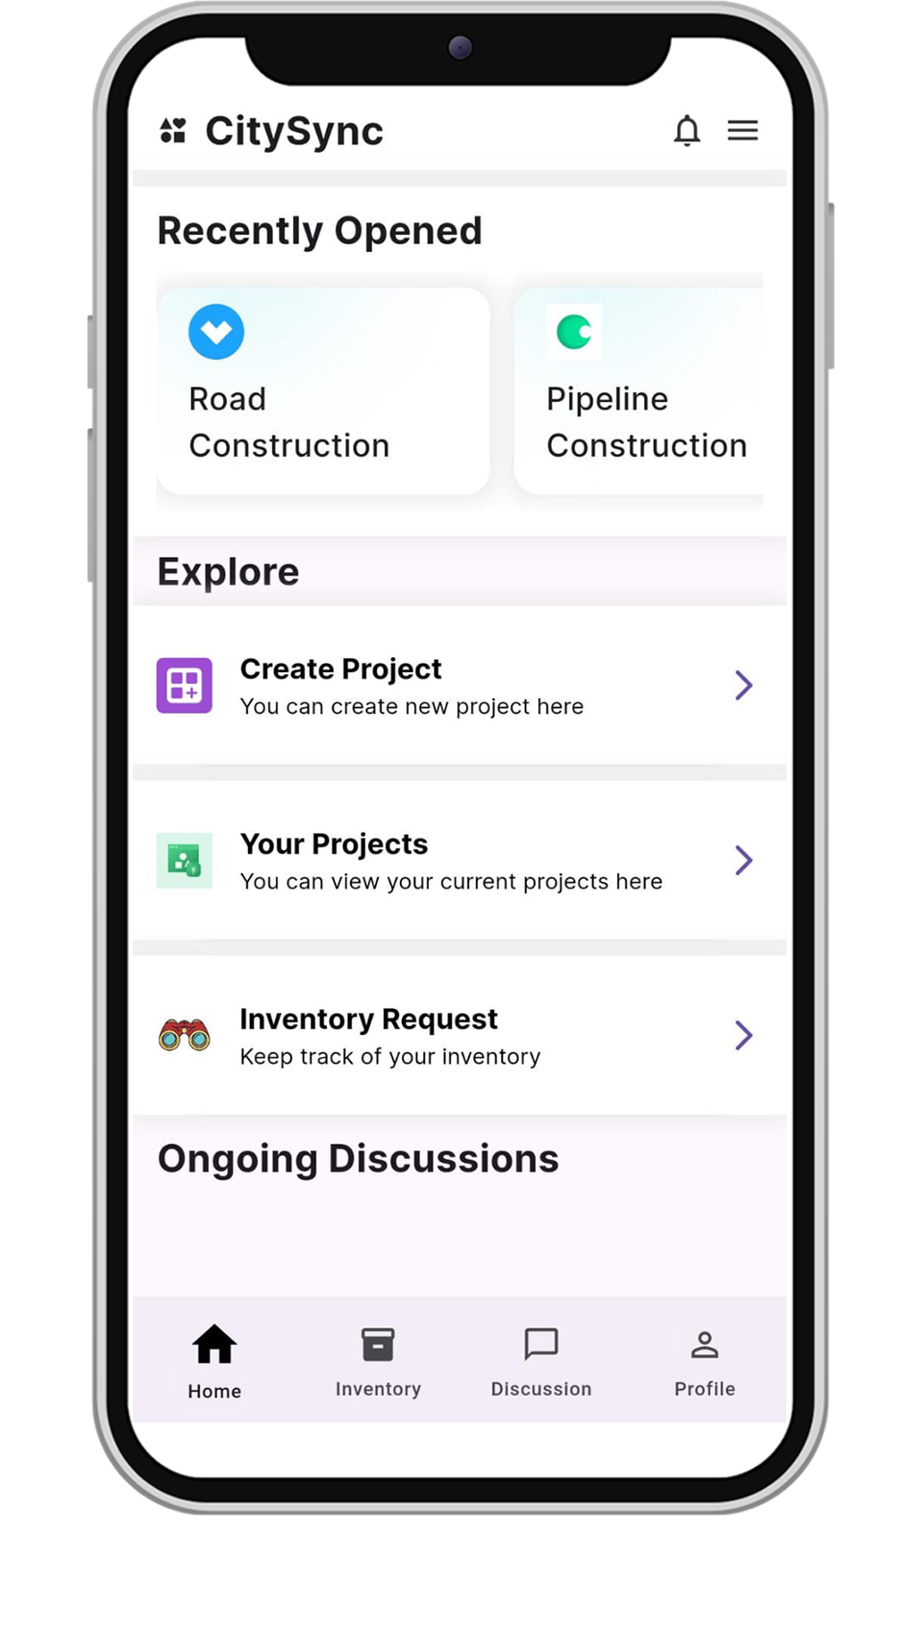 CitySync
Recently Opened
Road
Construction
Pipeline
Construction
Explore
Create Project
You can create new project here
Your Projects
You can view your current projects here
Inventory Request
Keep track of your inventory
Ongoing Discussions
Home
Inventory
Discussion
Profile